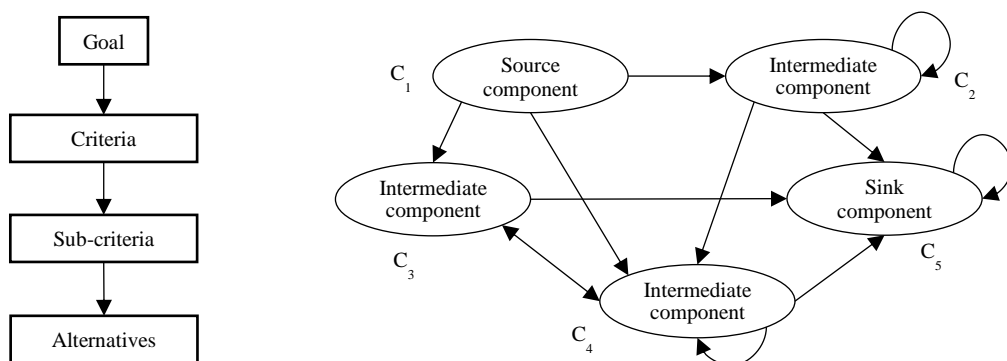 Goal
Criteria
Sub-criteria
Alternatives
C1
Source
component
Intermediate
component
C2
Intermediate
component
C3
Sink
component
C5
Intermediate
component
C4